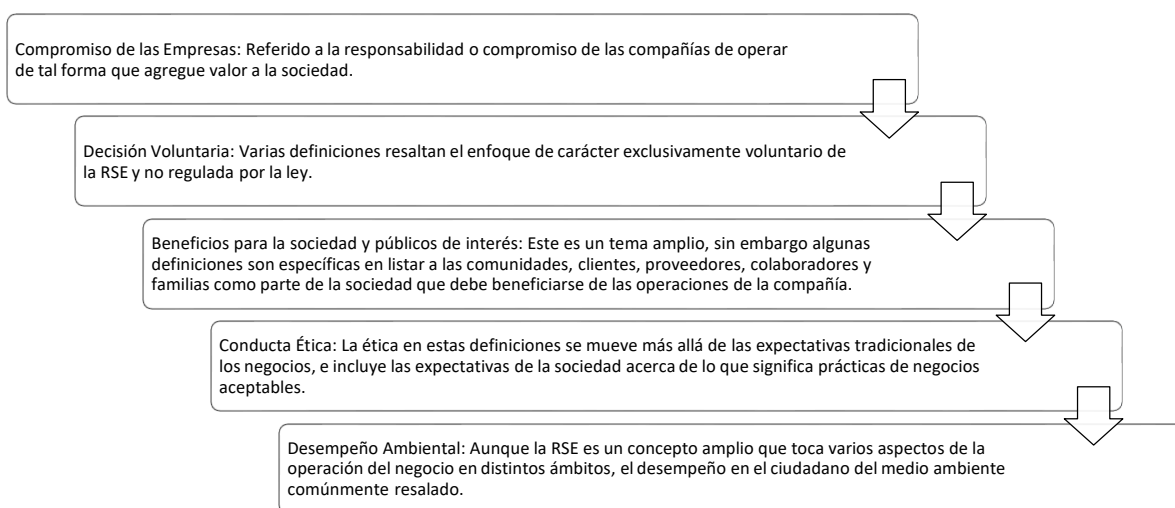 Compromiso de las Empresas: Referido a la responsabilidad o compromiso de las compañías de operar
de tal forma que agregue valor a la sociedad.
Decisión Voluntaria: Varias definiciones resaltan el enfoque de carácter exclusivamente voluntario de
la RSE y no regulada por la ley.
Beneficios para la sociedad y públicos de interés: Este es un tema amplio, sin embargo algunas
definiciones son específicas en listar a las comunidades, clientes, proveedores, colaboradores y
familias como parte de la sociedad que debe beneficiarse de las operaciones de la compañía.
Conducta Ética: La ética en estas definiciones se mueve más allá de las expectativas tradicionales de
los negocios, e incluye las expectativas de la sociedad acerca de lo que significa prácticas de negocios
aceptables.
Desempeño Ambiental: Aunque la RSE es un concepto amplio que toca varios aspectos de la
operación del negocio en distintos ámbitos, el desempeño en el ciudadano del medio ambiente
comúnmente resalado.